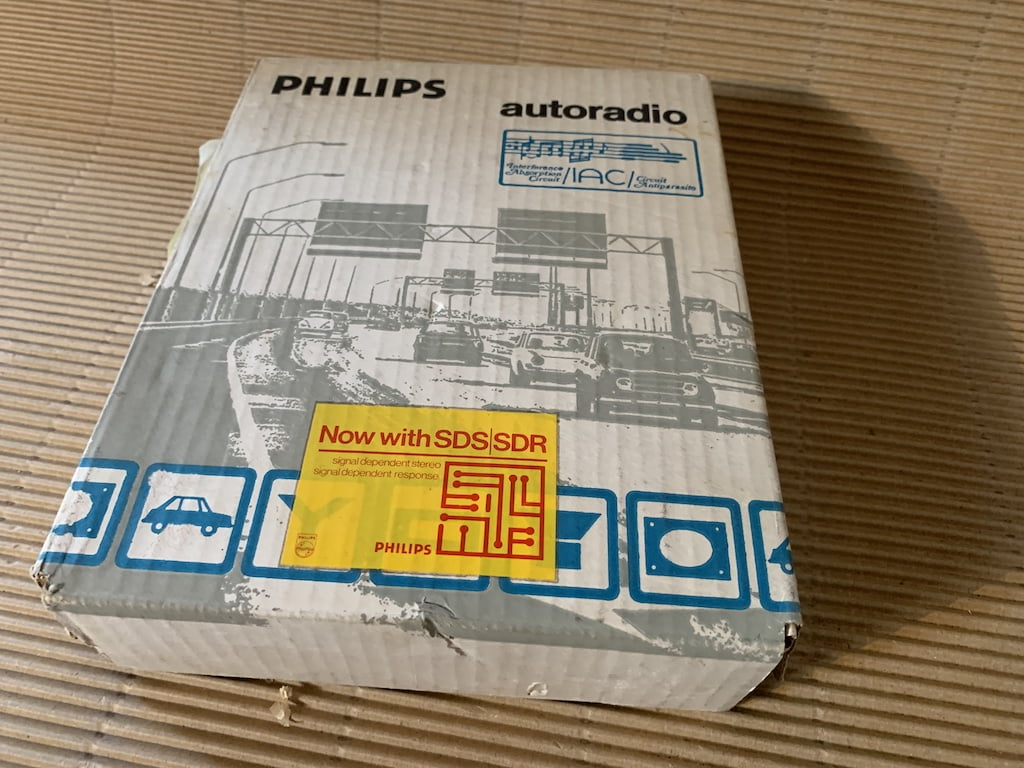 PHILIPS
autoradio
Interference
Absorption
Circuit
/IAC/
Circuit
Antiparasite
Now with SDS|SDR
signal dependent stereo
signal dependent response
PHILIPS
PHILIPS